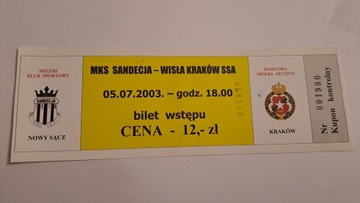 MIEJSKI
KLUB SPORTOWY
SANDECJA
NOWY SĄCZ
MKS SANDECJA – WISŁA KRAKÓW SSA
05.07.2003. – godz. 18.00
bilet wstępu
CENA - 12,- zł
001990
SPORTOWA
SPÓŁKA AKCYJNA
KRAKÓW
Nr 001990
Kupon kontrolny